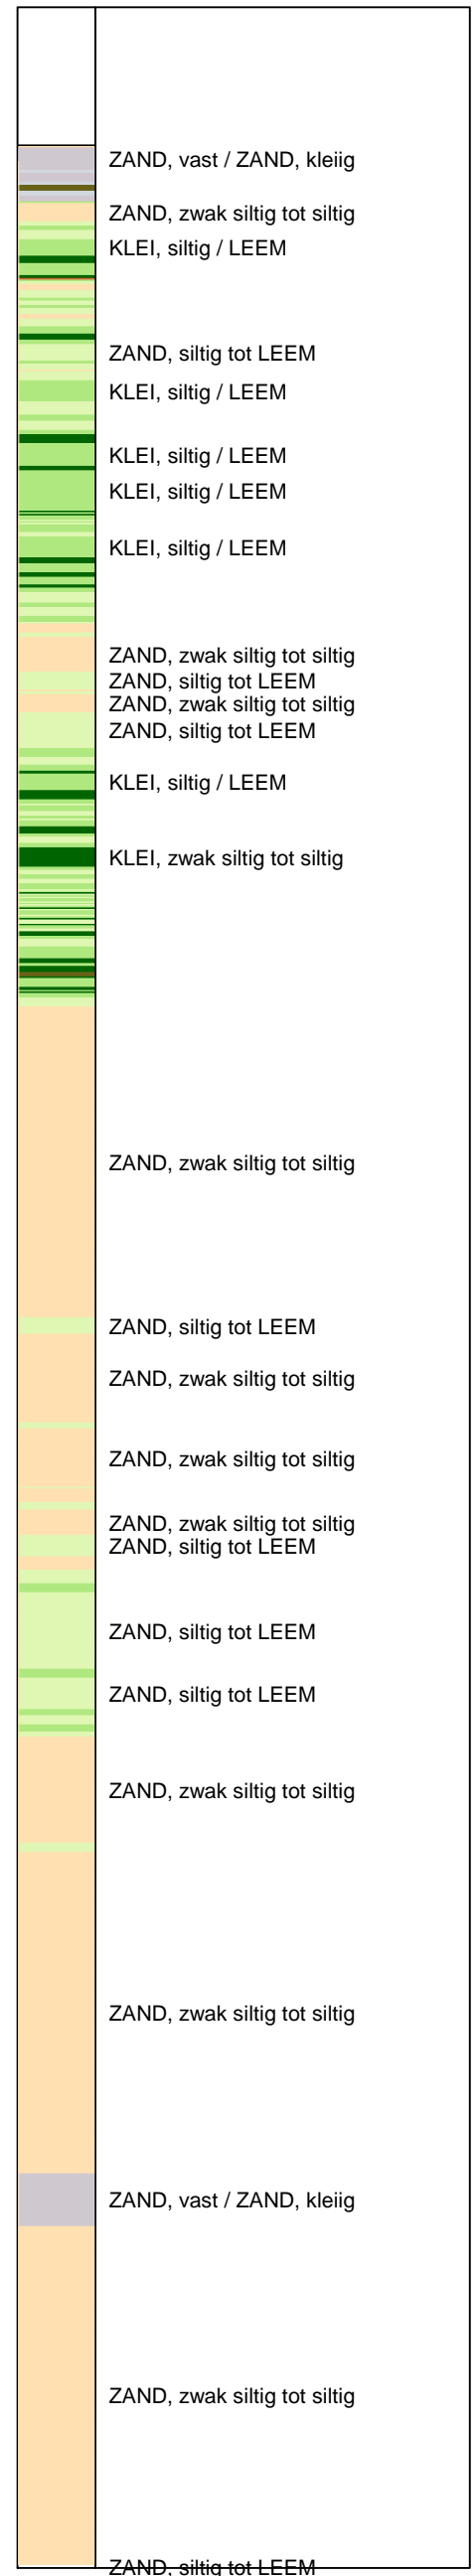 ZAND, vast / ZAND, kleiig
ZAND, zwak siltig tot siltig
KLEI, siltig / LEEM
ZAND, siltig tot LEEM
KLEI, siltig / LEEM
KLEI, siltig / LEEM
KLEI, siltig / LEEM
KLEI, siltig / LEEM
ZAND, zwak siltig tot siltig
ZAND, siltig tot LEEM
ZAND, zwak siltig tot siltig
ZAND, siltig tot LEEM
KLEI, siltig / LEEM
KLEI, zwak siltig tot siltig
ZAND, zwak siltig tot siltig
ZAND, siltig tot LEEM
ZAND, zwak siltig tot siltig
ZAND, zwak siltig tot siltig
ZAND, zwak siltig tot siltig
ZAND, siltig tot LEEM
ZAND, siltig tot LEEM
ZAND, siltig tot LEEM
ZAND, zwak siltig tot siltig
ZAND, zwak siltig tot siltig
ZAND, vast / ZAND, kleiig
ZAND, zwak siltig tot siltig
ZAND, siltig tot LEEM